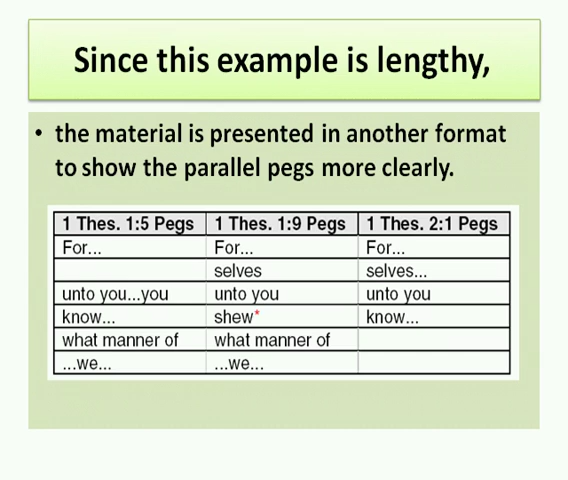 Since this example is lengthy,
• the material is presented in another format
to show the parallel pegs more clearly.
1 Thes. 1:5 Pegs 1 Thes. 1:9 Pegs 1 Thes. 2:1 Pegs
For... For... For...
selves selves...
unto you...you unto you unto you
know... shew* know...
what manner of what manner of
...we... ...we...